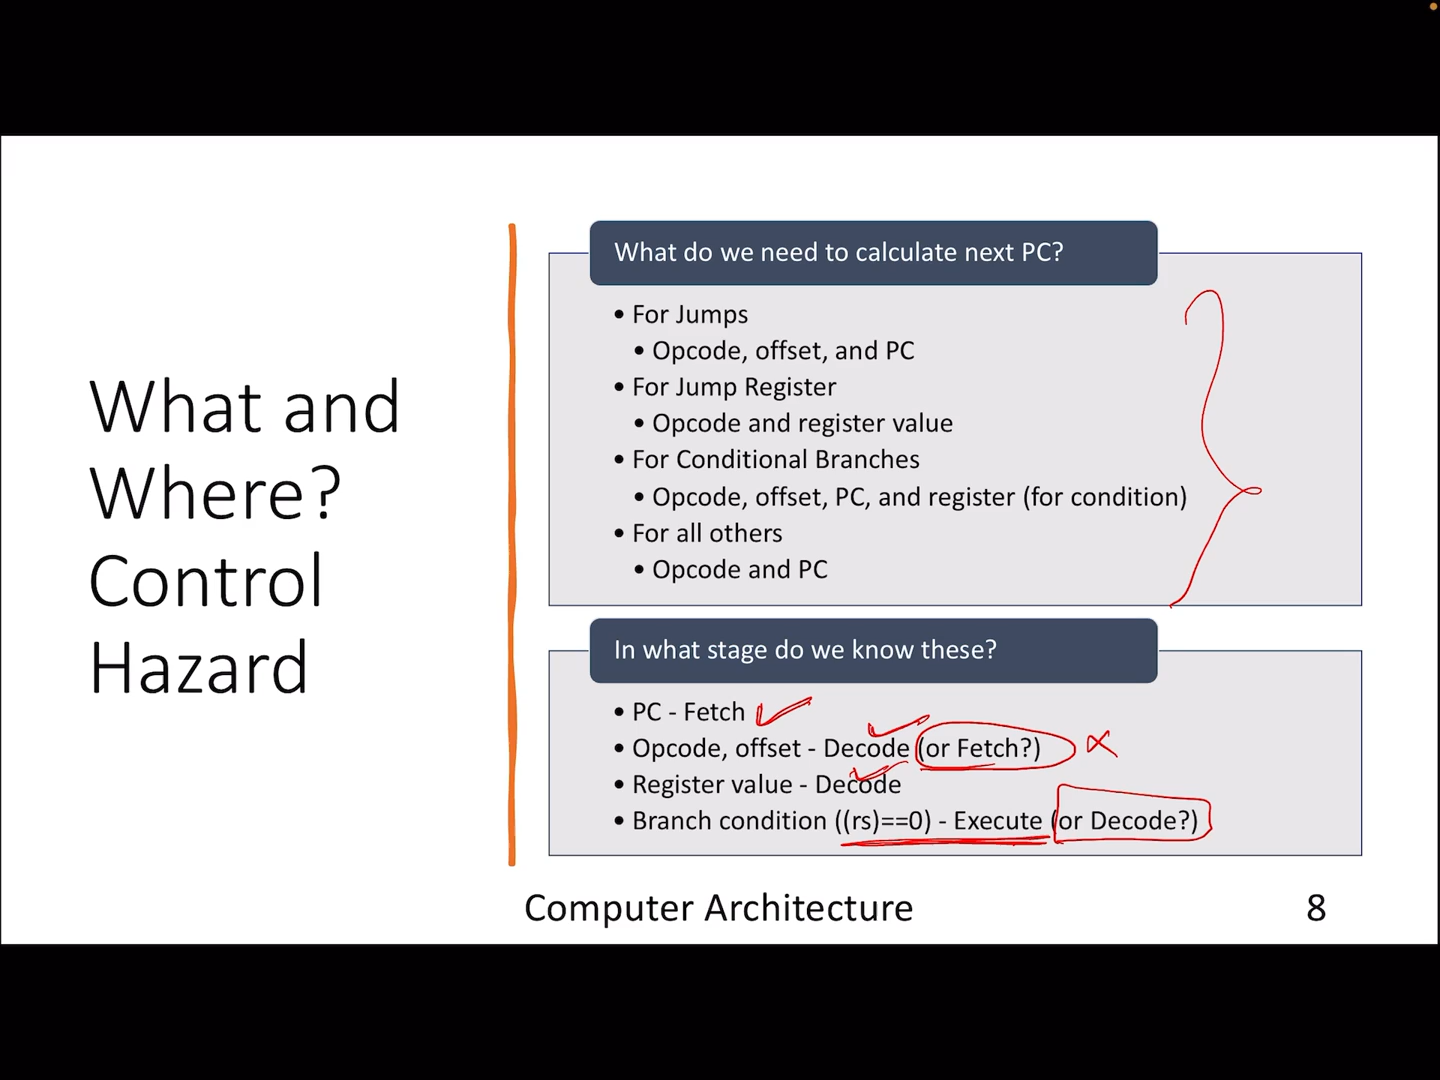 What and
Where?
Control
Hazard
What do we need to calculate next PC?
• For Jumps
• Opcode, offset, and PC
• For Jump Register
• Opcode and register value
• For Conditional Branches
• Opcode, offset, PC, and register (for condition)
• For all others
• Opcode and PC
In what stage do we know these?
• PC - Fetch
• Opcode, offset - Decode (or Fetch?)
• Register value - Decode
• Branch condition ((rs)==0) - Execute (or Decode?)
Computer Architecture
8